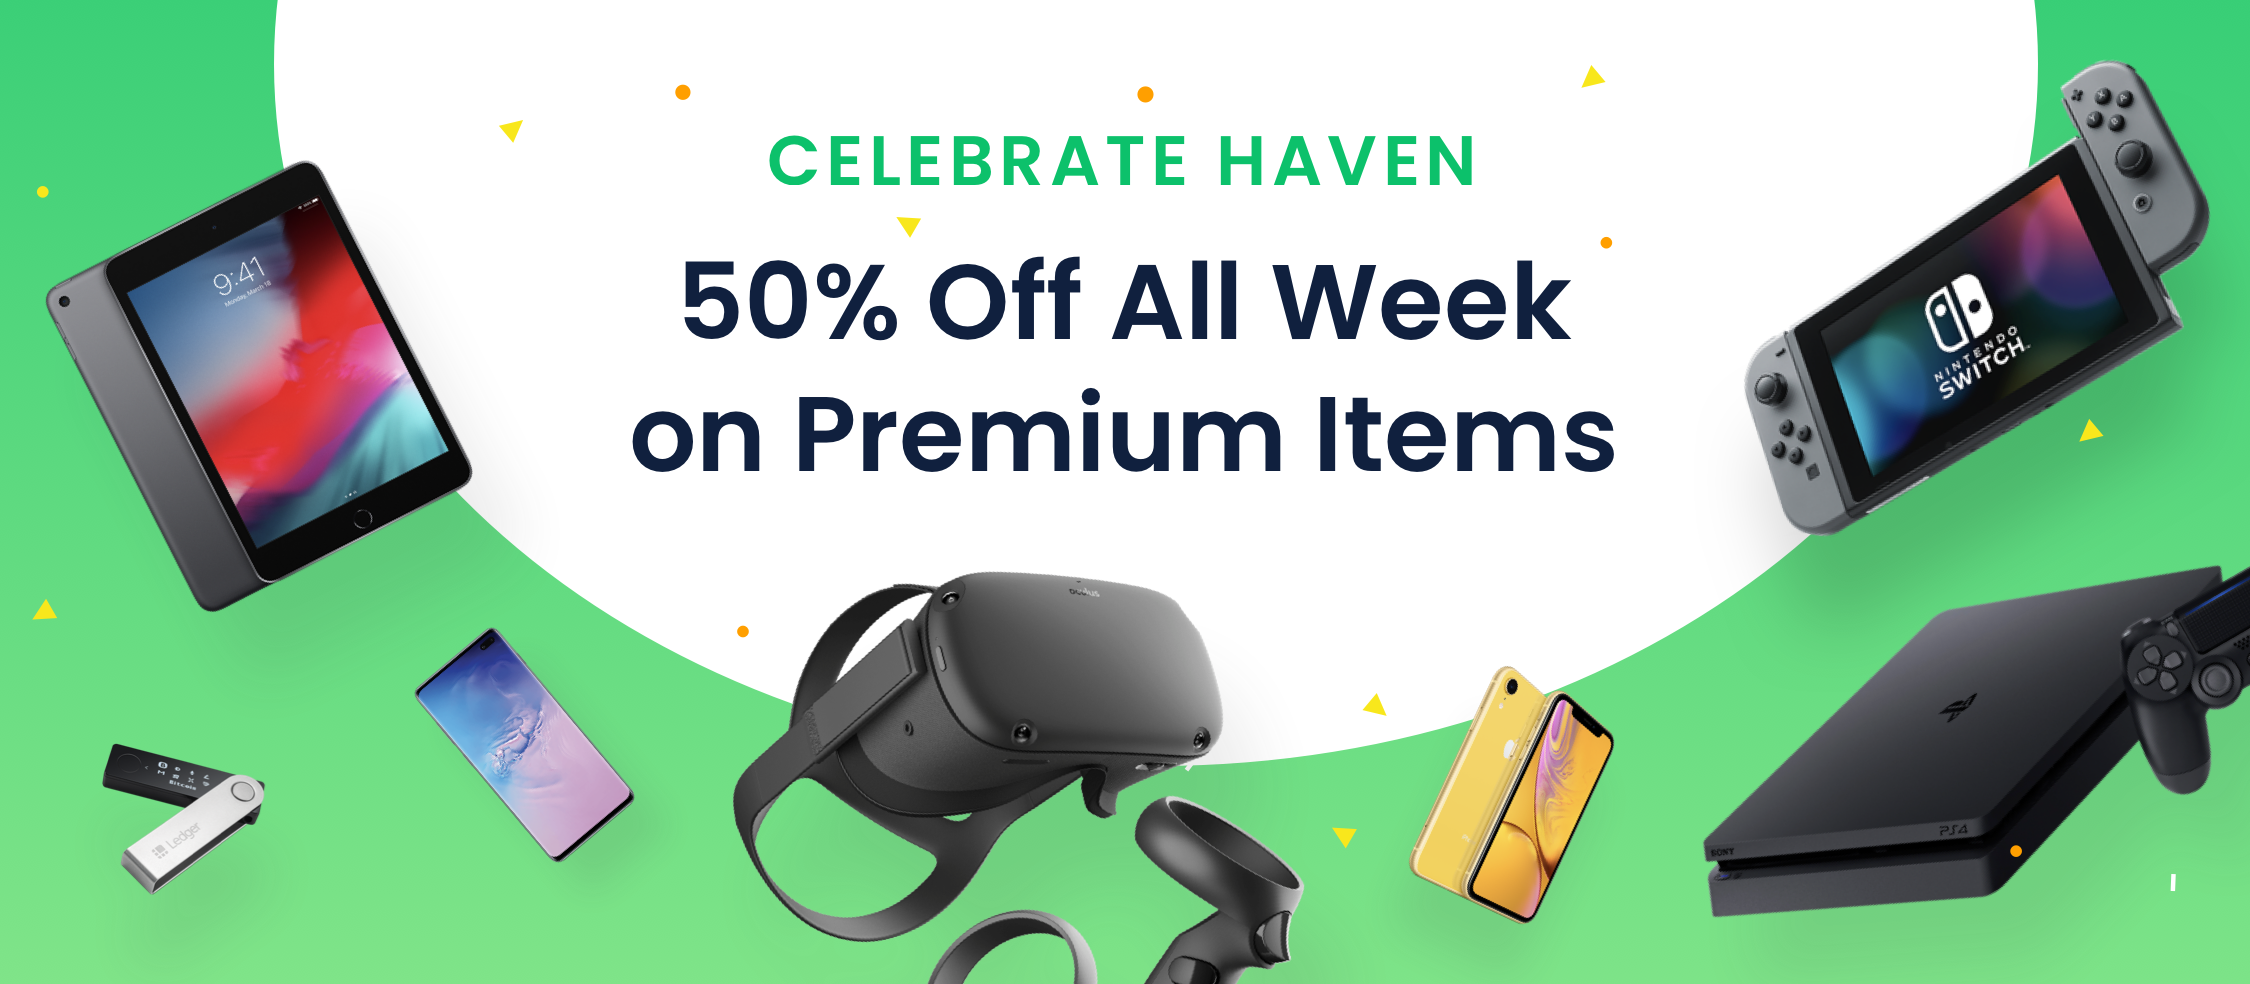 CELEBRATE HAVEN
50% Off All Week
on Premium Items
9:41
Monday, March 18
NINTENDO
SWITCH
oculus
Bitcoin
Ledger
PS4
SONY